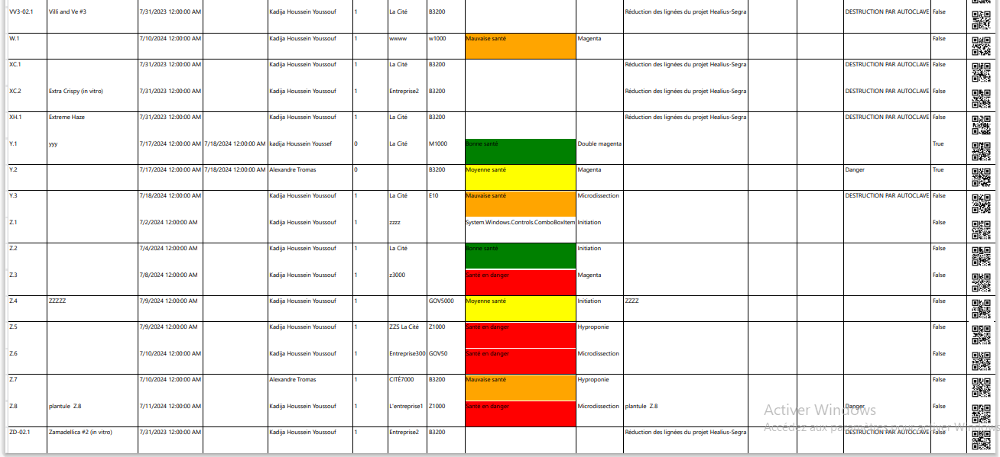 VV3-02.1 Villi and Ve #3 7/31/2023 12:00:00 AM Kadija Houssein Youssouf 1 La Cité B3200 Réduction des lignées du projet Healius-Segra DESTRUCTION PAR AUTOCLAVE False
W.1 7/10/2024 12:00:00 AM Kadija Houssein Youssouf 1 wwww w1000 Mauvaise santé Magenta False
XC.1 7/31/2023 12:00:00 AM Kadija Houssein Youssouf 1 La Cité B3200 Réduction des lignées du projet Healius-Segra DESTRUCTION PAR AUTOCLAVE False
XC.2 Extra Crispy (in vitro) 7/31/2023 12:00:00 AM Kadija Houssein Youssouf 1 Entreprise2 B3200 Réduction des lignées du projet Healius-Segra DESTRUCTION PAR AUTOCLAVE False
XH.1 Extreme Haze 7/31/2023 12:00:00 AM Kadija Houssein Youssouf 1 La Cité B3200 Réduction des lignées du projet Healius-Segra DESTRUCTION PAR AUTOCLAVE False
Y.1 yyy 7/17/2024 12:00:00 AM 7/18/2024 12:00:00 AM kadija Houssein Youssef 0 La Cité M1000 Bonne santé Double magenta True
Y.2 7/17/2024 12:00:00 AM 7/18/2024 12:00:00 AM Alexandre Tromas 0 B3200 Moyenne santé Magenta Danger True
Y.3 7/18/2024 12:00:00 AM Kadija Houssein Youssouf 1 La Cité E10 Mauvaise santé Microdissection DESTRUCTION PAR AUTOCLAVE False
Z.1 7/2/2024 12:00:00 AM Kadija Houssein Youssouf 1 zzzz System.Windows.Controls.ComboBoxItem Initiation False
Z.2 7/4/2024 12:00:00 AM Kadija Houssein Youssouf 1 La Cité Bonne santé Initiation False
Z.3 7/8/2024 12:00:00 AM Kadija Houssein Youssouf 1 z3000 Santé en danger Magenta False
Z.4 ZZZZZ 7/9/2024 12:00:00 AM Kadija Houssein Youssouf 1 GOV5000 Moyenne santé Initiation ZZZZ False
Z.5 7/9/2024 12:00:00 AM Kadija Houssein Youssouf 1 ZZS La Cité Z1000 Santé en danger Hyproponie False
Z.6 7/10/2024 12:00:00 AM Kadija Houssein Youssouf 1 Entreprise300 GOV50 Santé en danger Microdissection False
Z.7 7/10/2024 12:00:00 AM Alexandre Tromas 1 CITÉ7000 B3200 Mauvaise santé Hyproponie False
Z.8 plantule Z.8 7/11/2024 12:00:00 AM Kadija Houssein Youssouf 1 L'entreprise1 Z1000 Santé en danger Microdissection plantule Z.8 Danger False
Activer Windows
Accédez aux paramètres pour activer Windows
ZD-02.1 Zamadellica #2 (in vitro) 7/31/2023 12:00:00 AM Kadija Houssein Youssouf 1 Entreprise2 B3200 Réduction des lignées du projet Healius-Segra DESTRUCTION PAR AUTOCLAVE False